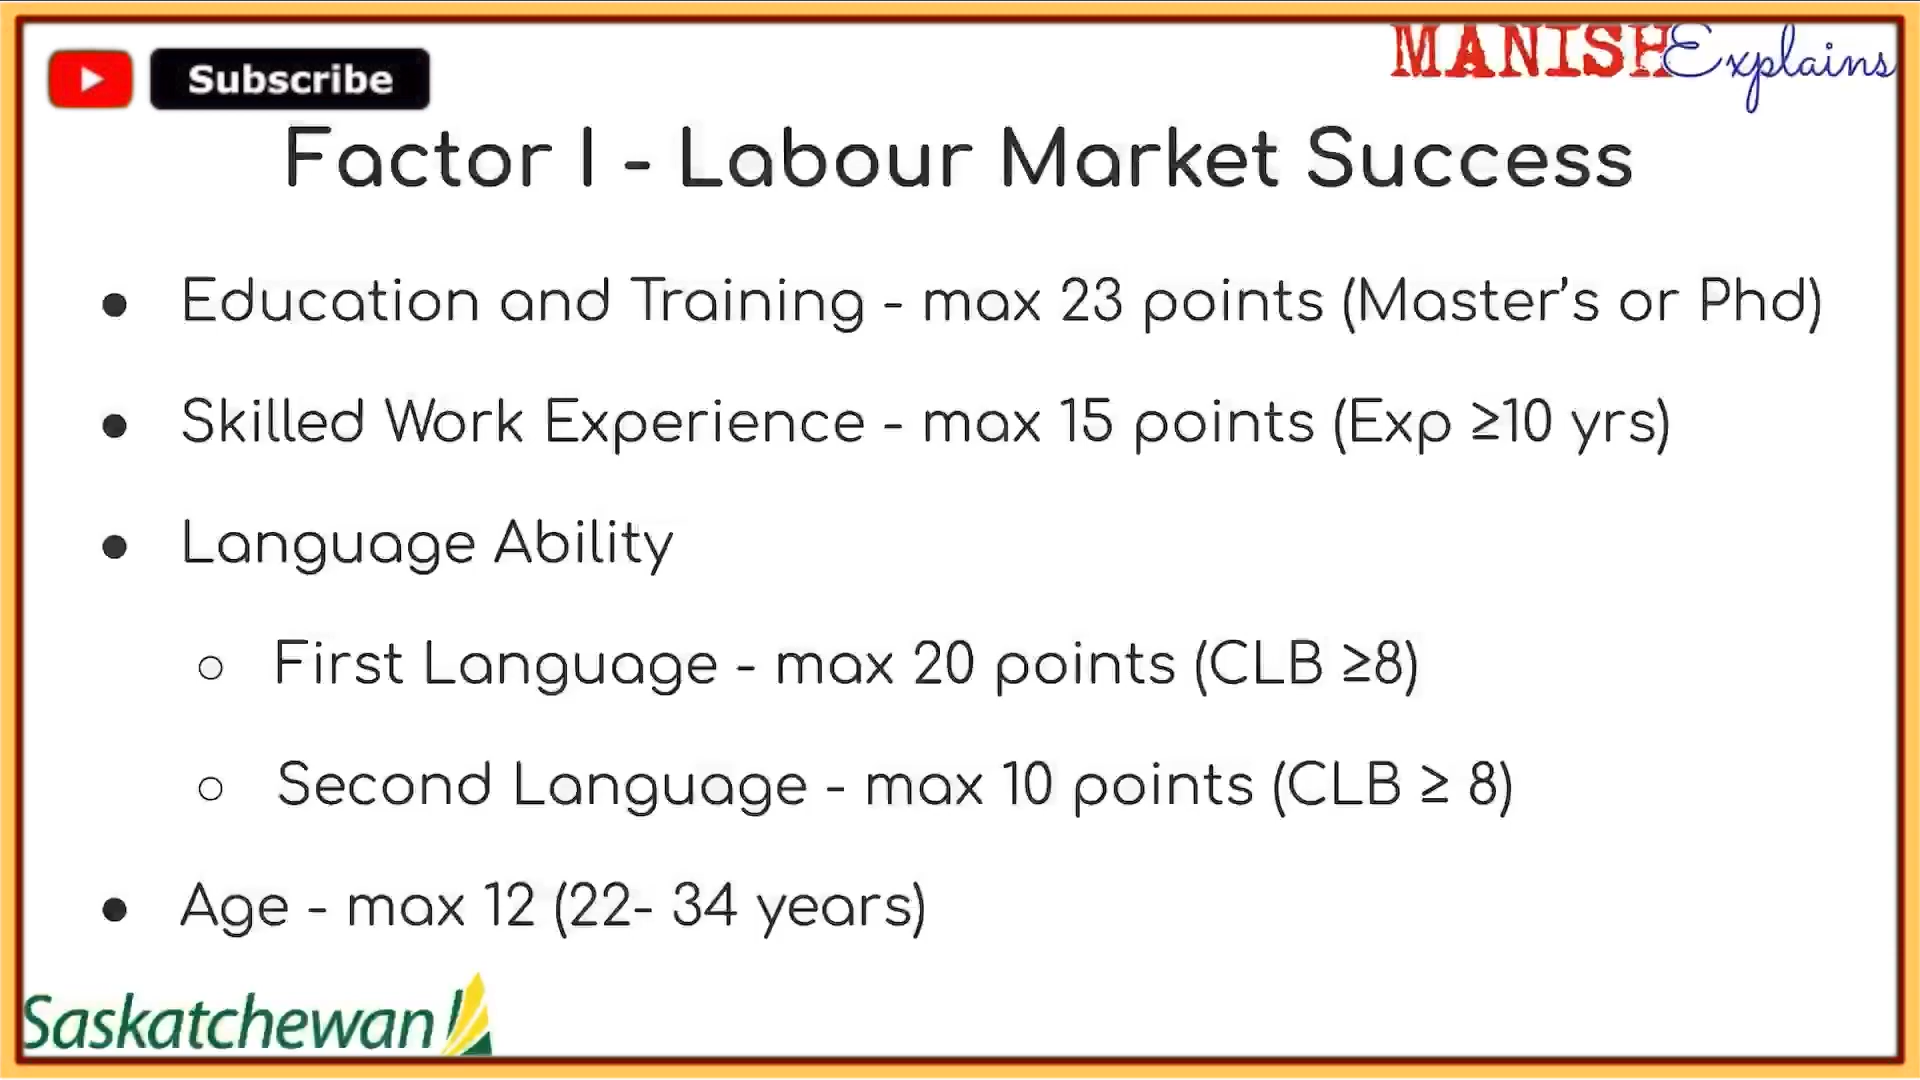 MANISH Explains
Subscribe
Factor I - Labour Market Success
● Education and Training - max 23 points (Master’s or Phd)
● Skilled Work Experience - max 15 points (Exp ≥10 yrs)
● Language Ability
○ First Language - max 20 points (CLB ≥8)
○ Second Language - max 10 points (CLB ≥ 8)
● Age - max 12 (22- 34 years)
Saskatchewan